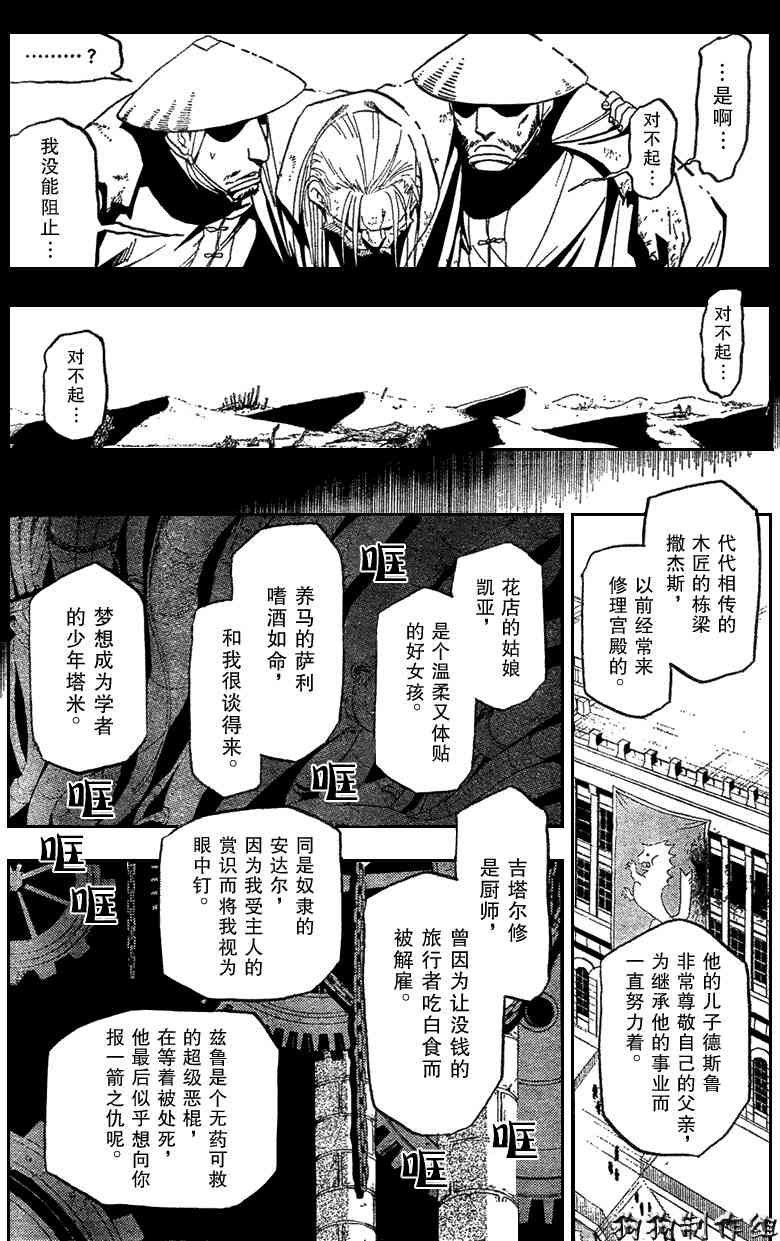 …是啊…
对不起…
………？
我没能阻止…
对不起…
对不起…
代代相传的
木匠的栋梁
撒杰斯，
以前经常来
修理宫殿的。
他的儿子德斯鲁
非常尊敬自己的父亲，
为继承他的事业而
一直努力着。
花店的姑娘
凯亚，
是个温柔又体贴
的好女孩。
哐
养马的萨利
嗜酒如命，
和我很谈得来。
梦想成为学者
的少年塔米。
哐
哐
哐
吉塔尔修
是厨师，
曾因为让没钱的
旅行者吃白食而
被解雇。
同是奴隶的
安达尔，
因为我受主人的
赏识而将我视为
眼中钉。
兹鲁是个无药可救
的超级恶棍，
在等着被处死，
他最后似乎想向你
报一箭之仇呢。
哐
哐
哐
狗狗制作组